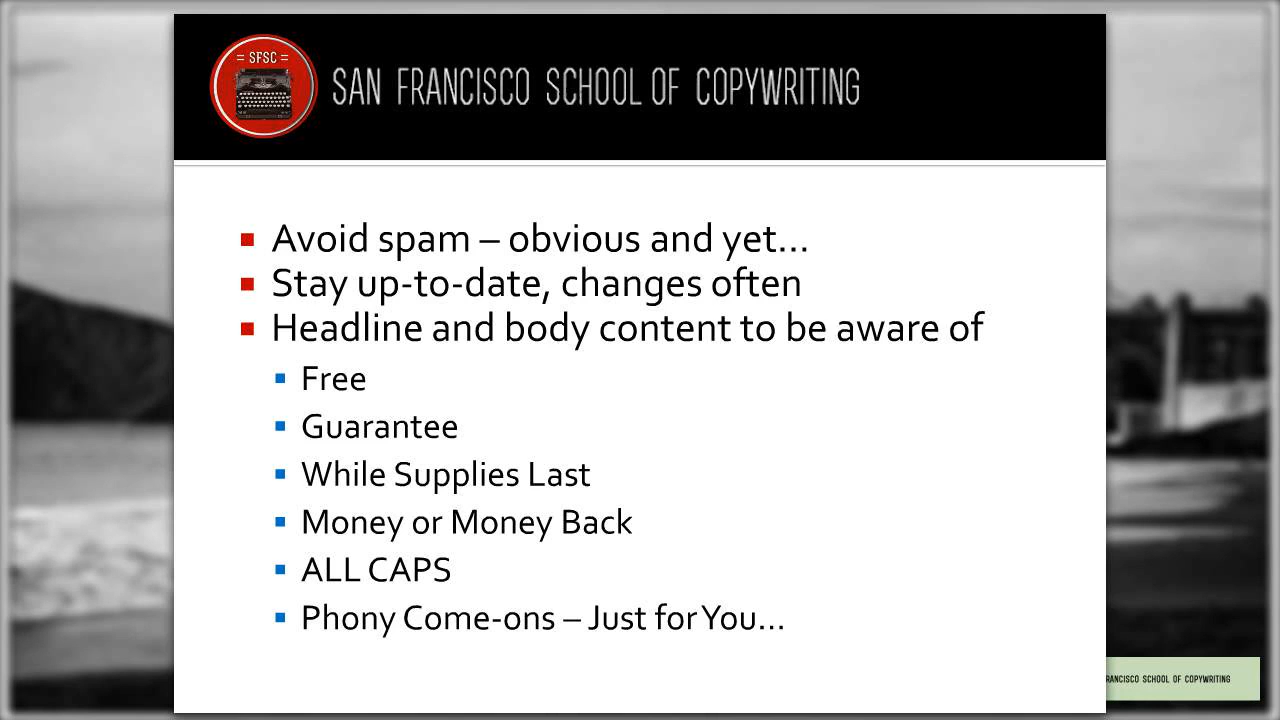 = SFSC =
SAN FRANCISCO SCHOOL OF COPYWRITING
Avoid spam – obvious and yet...
Stay up-to-date, changes often
Headline and body content to be aware of
Free
Guarantee
While Supplies Last
Money or Money Back
ALL CAPS
Phony Come-ons – Just for You...
RANCISCO SCHOOL OF COPYWRITING